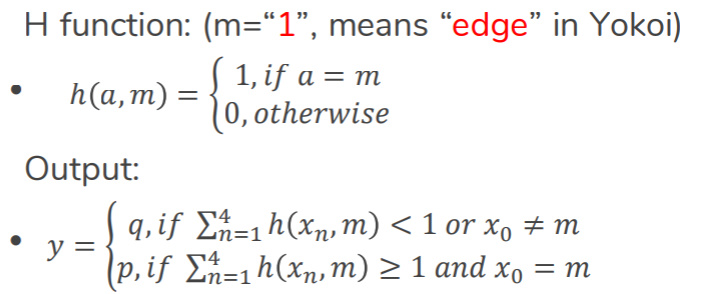 H function: (m=“1”, means “edge” in Yokoi)
• h(a, m) = { 1, if a = m
0, otherwise
Output:
• y = { q, if ∑⁴ₙ₌₁ h(xₙ, m) < 1 or x₀ ≠ m
p, if ∑⁴ₙ₌₁ h(xₙ, m) ≥ 1 and x₀ = m